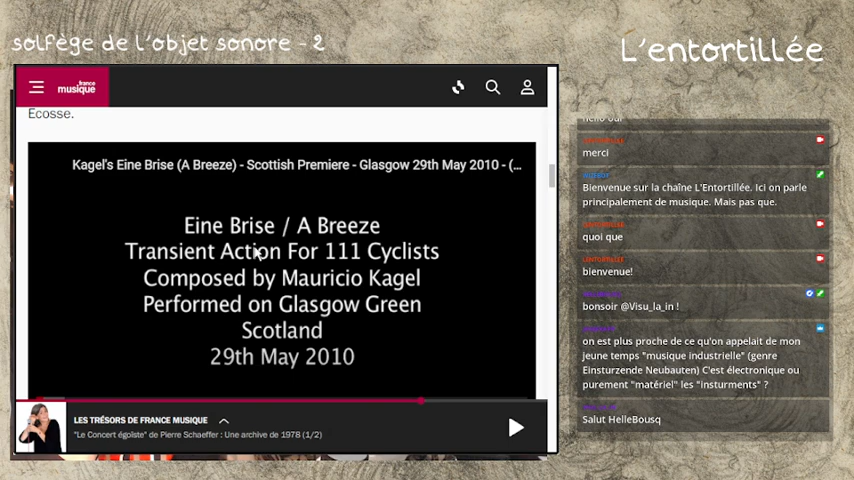 solfège de l'objet sonore - 2
L'entortillée
france
musique
Ecosse.
Kagel's Eine Brise (A Breeze) - Scottish Premiere - Glasgow 29th May 2010 - (...
Eine Brise / A Breeze
Transient Action For 111 Cyclists
Composed by Mauricio Kagel
Performed on Glasgow Green
Scotland
29th May 2010
LES TRÉSORS DE FRANCE MUSIQUE
"Le Concert égoïste" de Pierre Schaeffer : Une archive de 1978 (1/2)
hello oui
merci
Bienvenue sur la chaîne L'Entortillée. Ici on parle
principalement de musique. Mais pas que.
quoi que
bienvenue!
bonsoir @Visu_la_in !
on est plus proche de ce qu'on appelait de mon
jeune temps "musique industrielle" (genre
Einsturzende Neubauten) C'est électronique ou
purement "matériel" les "insturments" ?
Salut HelleBousq